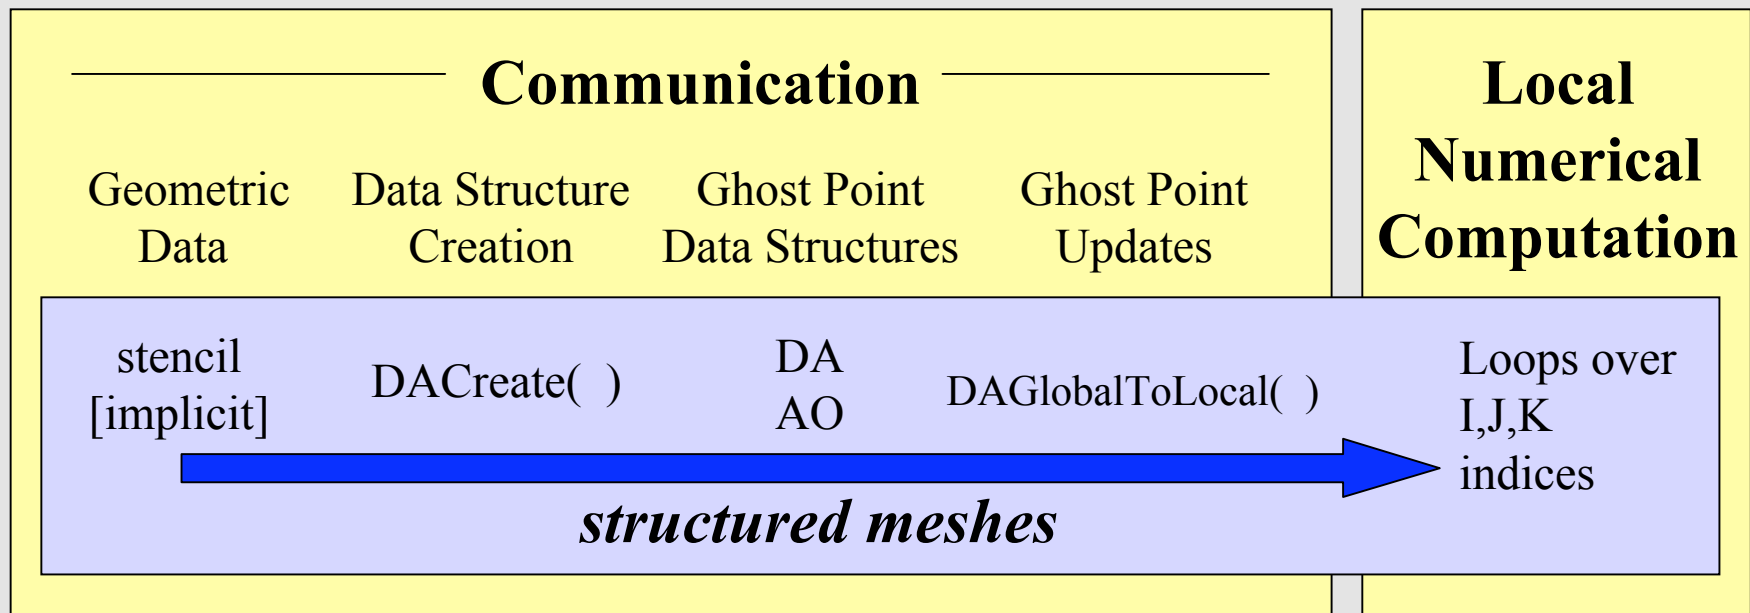 Communication
Local
Numerical
Computation
Geometric
Data
Data Structure
Creation
Ghost Point
Data Structures
Ghost Point
Updates
stencil
[implicit]
DACreate(  )
DA
AO
DAGlobalToLocal(  )
Loops over
I,J,K
indices
structured meshes